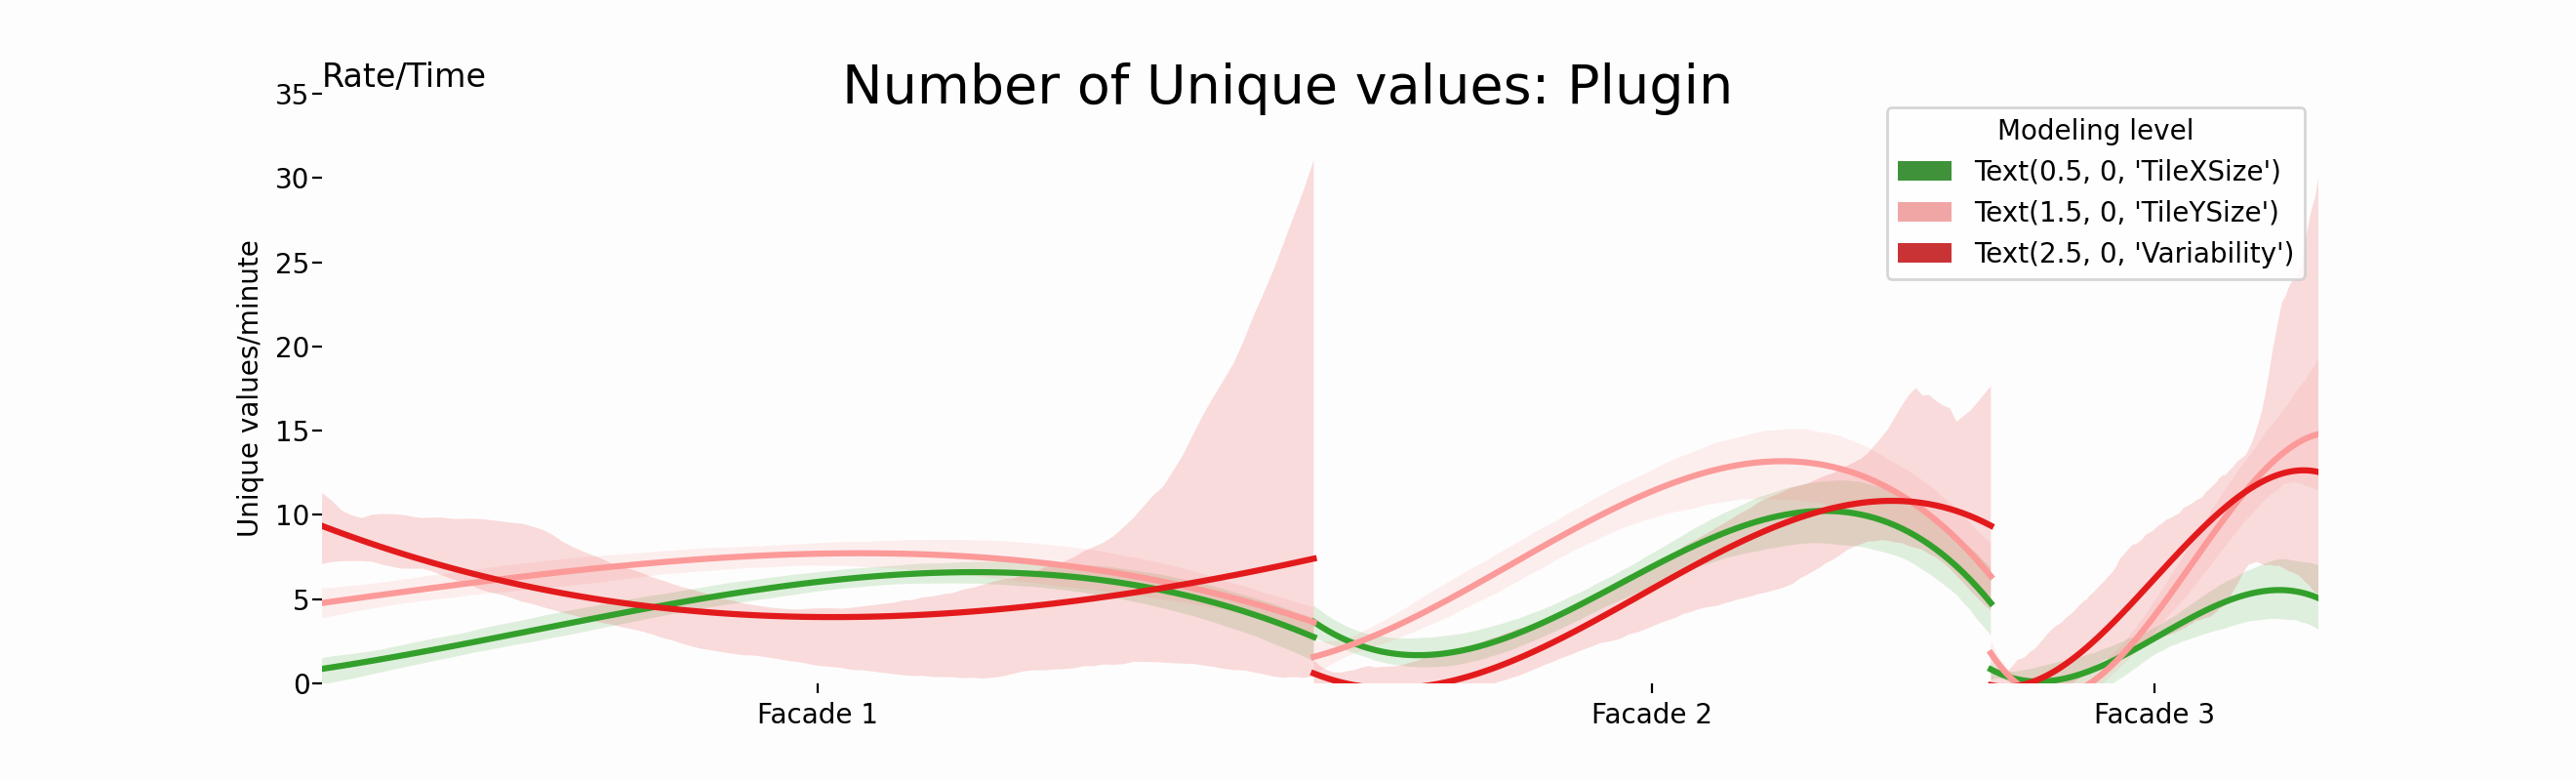 Rate/Time
Number of Unique values: Plugin
35
30
25
20
15
10
5
0
Unique values/minute
Modeling level
Text(0.5, 0, 'TileXSize')
Text(1.5, 0, 'TileYSize')
Text(2.5, 0, 'Variability')
Facade 1
Facade 2
Facade 3